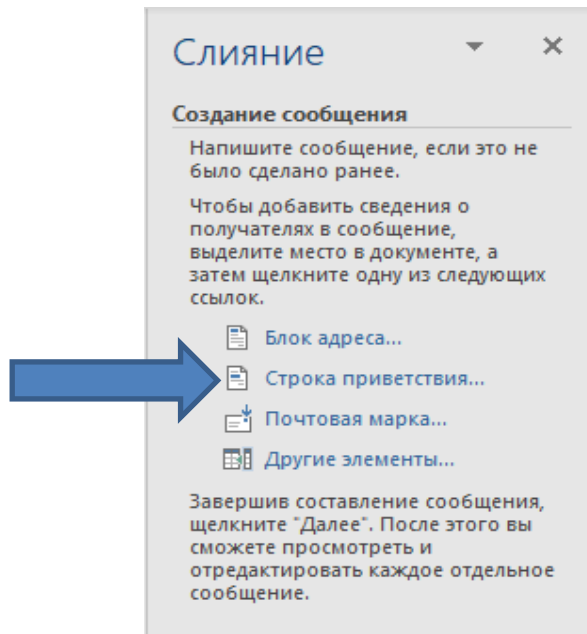 Слияние
Создание сообщения
Напишите сообщение, если это не
было сделано ранее.
Чтобы добавить сведения о
получателях в сообщение,
выделите место в документе, а
затем щелкните одну из следующих
ссылок.
Блок адреса...
Строка приветствия...
Почтовая марка...
Другие элементы...
Завершив составление сообщения,
щелкните "Далее". После этого вы
сможете просмотреть и
отредактировать каждое отдельное
сообщение.